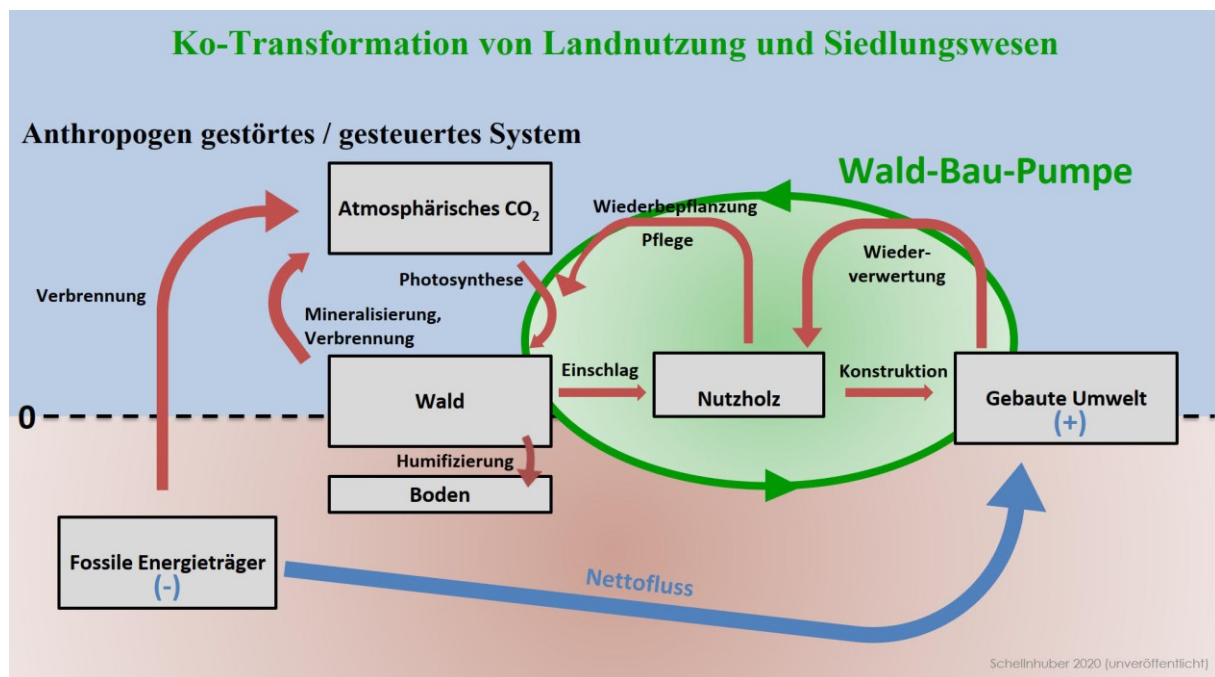 Ko-Transformation von Landnutzung und Siedlungswesen
Anthropogen gestörtes / gesteuertes System
Wald-Bau-Pumpe
Atmosphärisches CO₂
Wiederbepflanzung
Pflege
Wieder-
verwertung
Photosynthese
Verbrennung
Mineralisierung,
Verbrennung
Einschlag
Konstruktion
Wald
Nutzholz
Gebaute Umwelt
(+)
0
Humifizierung
Boden
Fossile Energieträger
(-)
Nettofluss
Schellnhuber 2020 (unveröffentlicht)